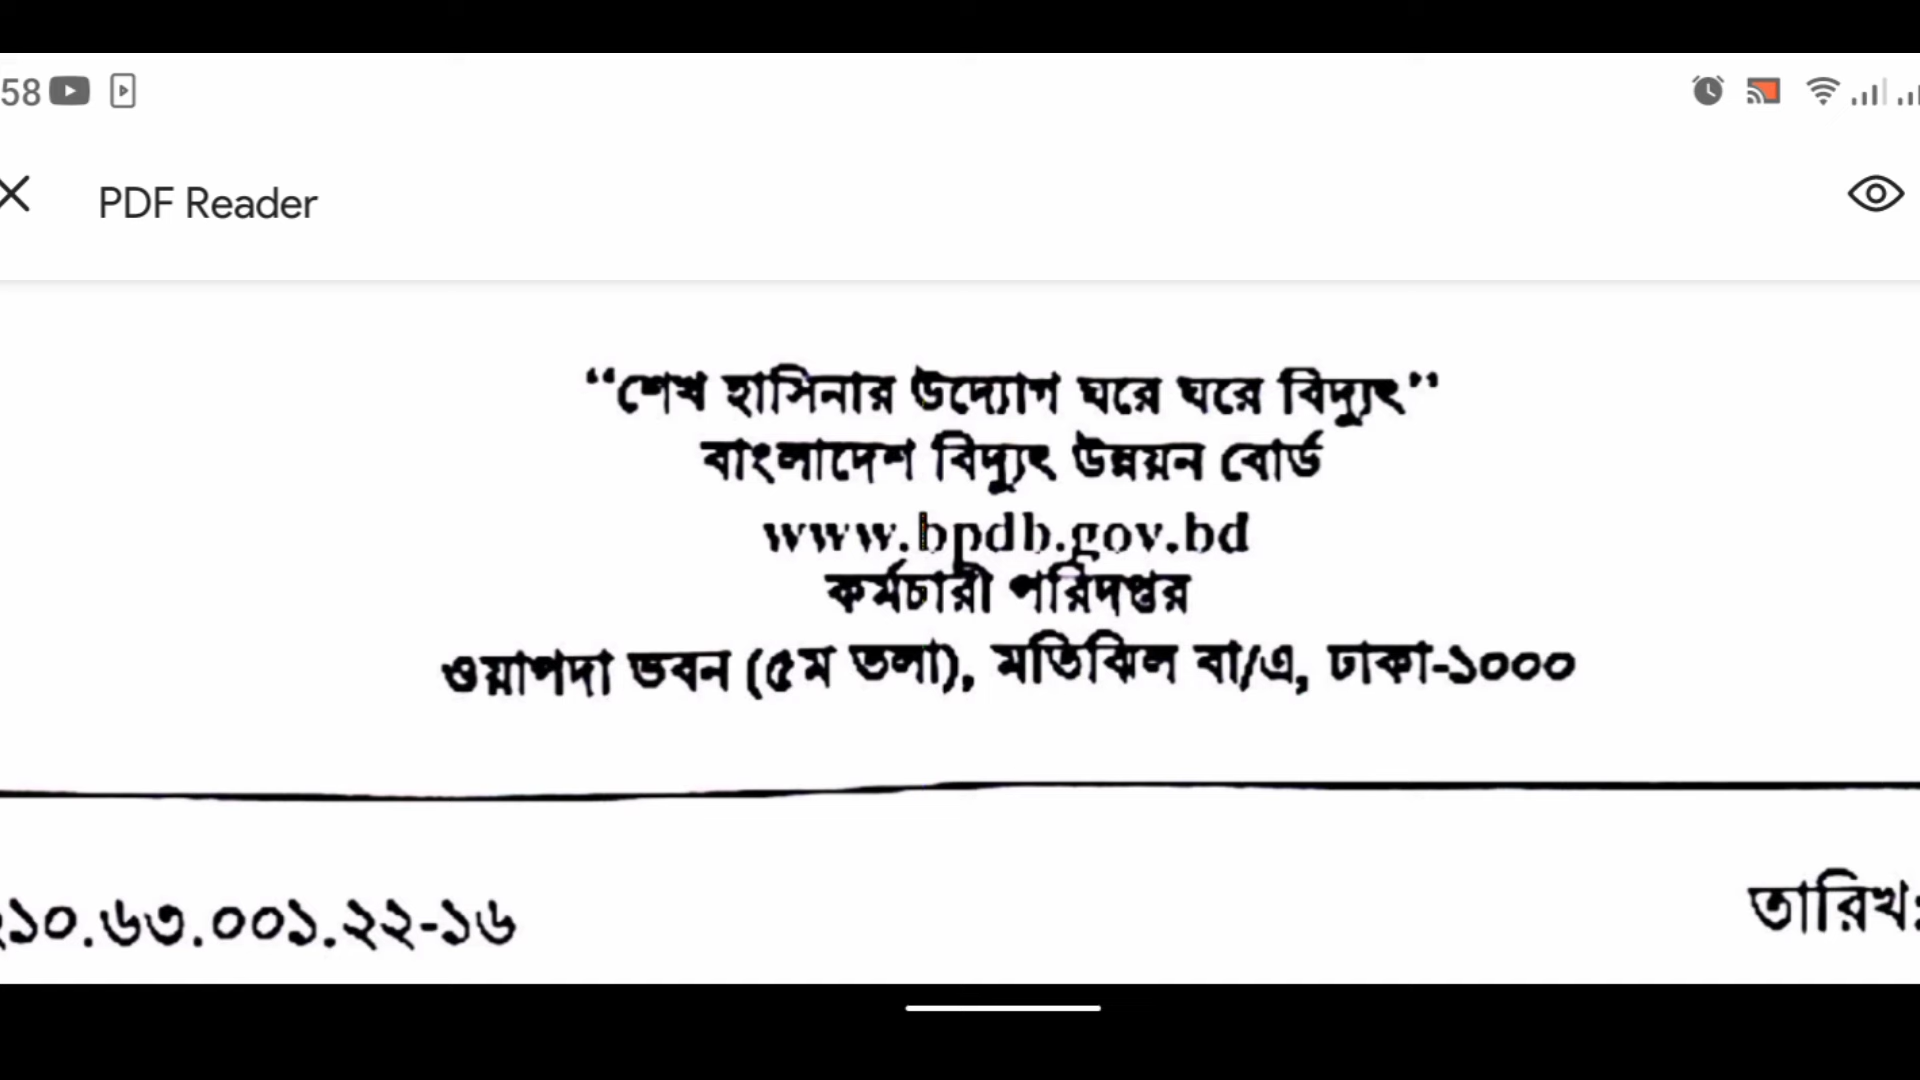 58
PDF Reader
“শেখ হাসিনার উদ্যোগ ঘরে ঘরে বিদ্যুৎ”
বাংলাদেশ বিদ্যুৎ উন্নয়ন বোর্ড
www.bpdb.gov.bd
কর্মচারী পরিদপ্তর
ওয়াপদা ভবন (৫ম তলা), মতিঝিল বা/এ, ঢাকা-১০০০
১০.৬৩.০০১.২২-১৬ তারিখঃ